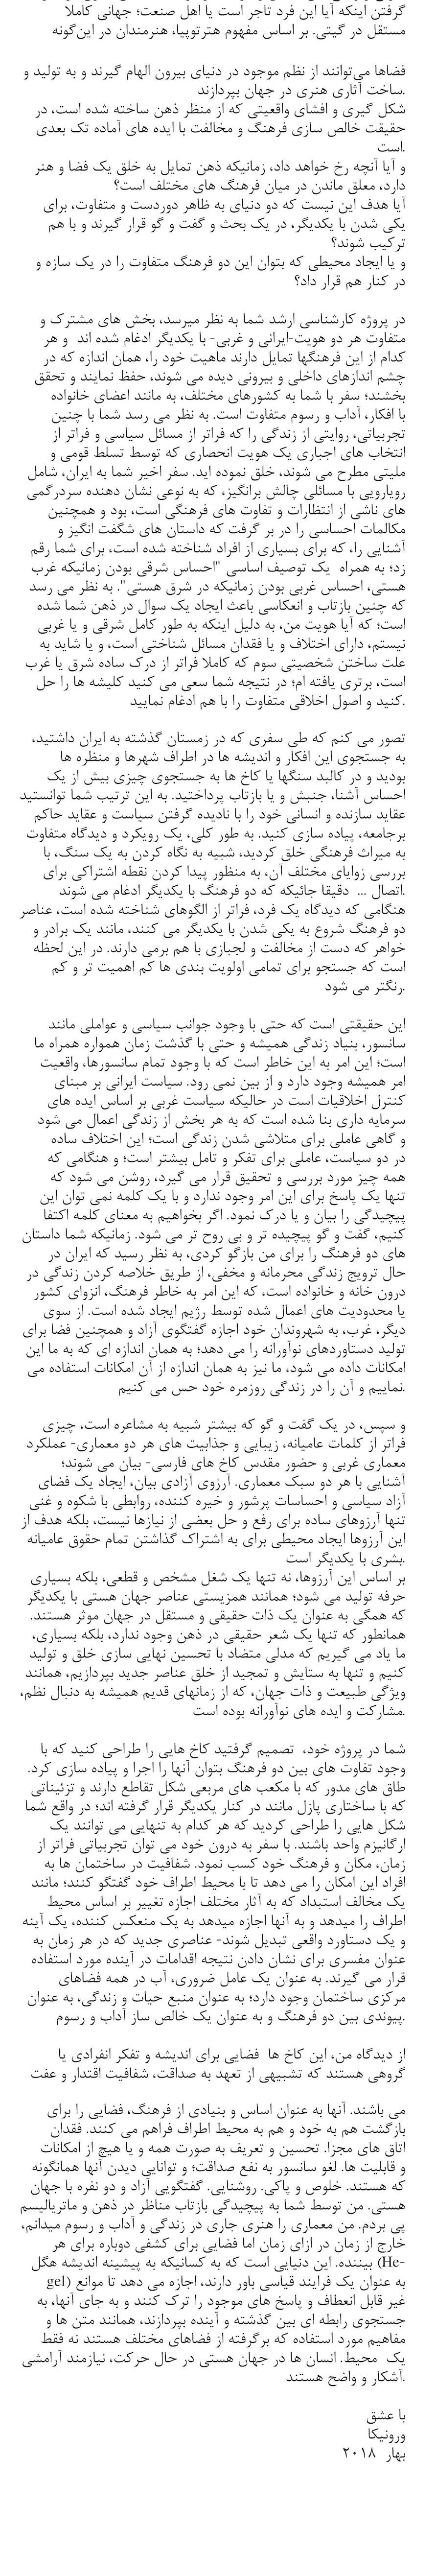 گرفتن اینکه آیا این فرد تاجر است یا اهل صنعت؛ جهانی کاملا
مستقل در گیتی. بر اساس مفهوم هترتوپیا، هنرمندان در این‌گونه
فضاها می‌توانند از نظم موجود در دنیای بیرون الهام گیرند و به تولید و
ساخت آثاری هنری در جهان بپردازند.
شکل گیری و افشای واقعیتی که از منظر ذهن ساخته شده است، در
حقیقت خالص سازی فرهنگ و مخالفت با ایده های آماده تک بعدی
است.
و آیا آنچه رخ خواهد داد، زمانیکه ذهن تمایل به خلق یک فضا و هنر
دارد، معلق ماندن در میان فرهنگ های مختلف است؟
آیا هدف این نیست که دو دنیای به ظاهر دوردست و متفاوت، برای
یکی شدن با یکدیگر، در یک بحث و گفت و گو قرار گیرند و با هم
ترکیب شوند؟
و یا ایجاد محیطی که بتوان این دو فرهنگ متفاوت را در یک سازه و
در کنار هم قرار داد؟
در پروژه کارشناسی ارشد شما به نظر میرسد، بخش های مشترک و
متفاوت هر دو هویت-ایرانی و غربی- با یکدیگر ادغام شده اند و هر
کدام از این فرهنگها تمایل دارند ماهیت خود را، همان اندازه که در
چشم اندازهای داخلی و بیرونی دیده می شوند، حفظ نمایند و تحقق
بخشند؛ سفر با شما به کشورهای مختلف، به مانند اعضای خانواده
با افکار، آداب و رسوم متفاوت است. به نظر می رسد شما با چنین
تجربیاتی، روایتی از زندگی را که فراتر از مسائل سیاسی و فراتر از
انتخاب های اجباری یک هویت انحصاری که توسط تسلط قومی و
ملیتی مطرح می شوند، خلق نموده اید. سفر اخیر شما به ایران، شامل
رویارویی با مسائلی چالش برانگیز، که به نوعی نشان دهنده سردرگمی
های ناشی از انتظارات و تفاوت های فرهنگی است، بود و همچنین
مکالمات احساسی را در بر گرفت که داستان های شگفت انگیز و
آشنایی را، که برای بسیاری از افراد شناخته شده است، برای شما رقم
زد؛ به همراه یک توصیف اساسی "احساس شرقی بودن زمانیکه غرب
هستی، احساس غربی بودن زمانیکه در شرق هستی". به نظر می رسد
که چنین بازتاب و انعکاسی باعث ایجاد یک سوال در ذهن شما شده
است؛ که آیا هویت من، به دلیل اینکه به طور کامل شرقی و یا غربی
نیستم، دارای اختلاف و یا فقدان مسائل شناختی است، و یا شاید به
علت ساختن شخصیتی سوم که کاملا فراتر از درک ساده شرق یا غرب
است، برتری یافته ام؛ در نتیجه شما سعی می کنید کلیشه ها را حل
کنید و اصول اخلاقی متفاوت را با هم ادغام نمایید.
تصور می کنم که طی سفری که در زمستان گذشته به ایران داشتید،
به جستجوی این افکار و اندیشه ها در اطراف شهرها و منظره ها
بودید و در کالبد سنگها یا کاخ ها به جستجوی چیزی بیش از یک
احساس آشنا، جنبش و یا بازتاب پرداختید. به این ترتیب شما توانستید
عقاید سازنده و انسانی خود را با نادیده گرفتن سیاست و عقاید حاکم
برجامعه، پیاده سازی کنید. به طور کلی، یک رویکرد و دیدگاه متفاوت
به میراث فرهنگی خلق کردید، شبیه به نگاه کردن به یک سنگ، با
بررسی زوایای مختلف آن، به منظور پیدا کردن نقطه اشتراکی برای
اتصال ... دقیقا جائیکه که دو فرهنگ با یکدیگر ادغام می شوند.
هنگامی که دیدگاه یک فرد، فراتر از الگوهای شناخته شده است، عناصر
دو فرهنگ شروع به یکی شدن با یکدیگر می کنند، مانند یک برادر و
خواهر که دست از مخالفت و لجبازی با هم برمی دارند. در این لحظه
است که جستجو برای تمامی اولویت بندی ها کم اهمیت تر و کم
رنگتر می شود.
این حقیقتی است که حتی با وجود جوانب سیاسی و عواملی مانند
سانسور، بنیاد زندگی همیشه و حتی با گذشت زمان همواره همراه ما
است؛ این امر به این خاطر است که با وجود تمام سانسورها، واقعیت
امر همیشه وجود دارد و از بین نمی رود. سیاست ایرانی بر مبنای
کنترل اخلاقیات است در حالیکه سیاست غربی بر اساس ایده های
سرمایه داری بنا شده است که به هر بخش از زندگی اعمال می شود
و گاهی عاملی برای متلاشی شدن زندگی است؛ این اختلاف ساده
در دو سیاست، عاملی برای تفکر و تامل بیشتر است؛ و هنگامی که
همه چیز مورد بررسی و تحقیق قرار می گیرد، روشن می شود که
تنها یک پاسخ برای این امر وجود ندارد و با یک کلمه نمی توان این
پیچیدگی را بیان و یا درک نمود. اگر بخواهیم به معنای کلمه اکتفا
کنیم، گفت و گو پیچیده تر و بی روح تر می شود. زمانیکه شما داستان
های دو فرهنگ را برای من بازگو کردی، به نظر رسید که ایران در
حال ترویج زندگی محرمانه و مخفی، از طریق خلاصه کردن زندگی در
درون خانه و خانواده است، که این امر به خاطر فرهنگ، انزوای کشور
یا محدودیت های اعمال شده توسط رژیم ایجاد شده است. از سوی
دیگر، غرب، به شهروندان خود اجازه گفتگوی آزاد و همچنین فضا برای
تولید دستاوردهای نوآورانه را می دهد؛ به همان اندازه ای که به ما این
امکانات داده می شود، ما نیز به همان اندازه از آن امکانات استفاده می
نماییم و آن را در زندگی روزمره خود حس می کنیم.
و سپس، در یک گفت و گو که بیشتر شبیه به مشاعره است، چیزی
فراتر از کلمات عامیانه، زیبایی و جذابیت های هر دو معماری- عملکرد
معماری غربی و حضور مقدس کاخ های فارسی- بیان می شوند؛
آشنایی با هر دو سبک معماری. آرزوی آزادی بیان، ایجاد یک فضای
آزاد سیاسی و احساسات پرشور و خیره کننده، روابطی با شکوه و غنی
تنها آرزوهای ساده برای رفع و حل بعضی از نیازها نیست، بلکه هدف از
این آرزوها ایجاد محیطی برای به اشتراک گذاشتن تمام حقوق عامیانه
بشری با یکدیگر است.
بر اساس این آرزوها، نه تنها یک شغل مشخص و قطعی، بلکه بسیاری
حرفه تولید می شود؛ همانند همزیستی عناصر جهان هستی با یکدیگر
که همگی به عنوان یک ذات حقیقی و مستقل در جهان موثر هستند.
همانطور که تنها یک شعر حقیقی در ذهن وجود ندارد، بلکه بسیاری،
ما یاد می گیریم که مدلی متضاد با تحسین نهایی سازی خلق و تولید
کنیم و تنها به ستایش و تمجید از خلق عناصر جدید بپردازیم، همانند
ویژگی طبیعت و ذات جهان، که از زمانهای قدیم همیشه به دنبال نظم،
مشارکت و ایده های نوآورانه بوده است.
شما در پروژه خود، تصمیم گرفتید کاخ هایی را طراحی کنید که با
وجود تفاوت های بین دو فرهنگ بتوان آنها را اجرا و پیاده سازی کرد.
طاق های مدور که با مکعب های مربعی شکل تقاطع دارند و تزئیناتی
که با ساختاری پازل مانند در کنار یکدیگر قرار گرفته اند؛ در واقع شما
شکل هایی را طراحی کردید که هر کدام به تنهایی می توانند یک
ارگانیزم واحد باشند. با سفر به درون خود می توان تجربیاتی فراتر از
زمان، مکان و فرهنگ خود کسب نمود. شفافیت در ساختمان ها به
افراد این امکان را می دهد تا با محیط اطراف خود گفتگو کنند؛ مانند
یک مخالف استبداد که به آثار مختلف اجازه تغییر بر اساس محیط
اطراف را میدهد و به آنها اجازه میدهد به یک منعکس کننده، یک آینه
و یک دستاورد واقعی تبدیل شوند- عناصری جدید که در هر زمان به
عنوان مفسری برای نشان دادن نتیجه اقدامات در آینده مورد استفاده
قرار می گیرند. به عنوان یک عامل ضروری، آب در همه فضاهای
مرکزی ساختمان وجود دارد؛ به عنوان منبع حیات و زندگی، به عنوان
پیوندی بین دو فرهنگ و به عنوان یک خالص ساز آداب و رسوم.
از دیدگاه من، این کاخ ها فضایی برای اندیشه و تفکر انفرادی یا
گروهی هستند که تشبیهی از تعهد به صداقت، شفافیت اقتدار و عفت
می باشند. آنها به عنوان اساس و بنیادی از فرهنگ، فضایی را برای
بازگشت هم به خود و هم به محیط اطراف فراهم می کنند. فقدان
اتاق های مجزا. تحسین و تعریف به صورت همه و یا هیچ از امکانات
و قابلیت ها. لغو سانسور به نفع صداقت؛ و توانایی دیدن آنها همانگونه
که هستند. خلوص و پاکی. روشنایی. گفتگویی آزاد و دو نفره با جهان
هستی. من توسط شما به پیچیدگی بازتاب مناظر در ذهن و ماتریالیسم
پی بردم. من معماری را هنری جاری در زندگی و آداب و رسوم میدانم،
خارج از زمان در ازای زمان اما فضایی برای کشفی دوباره برای هر
بیننده. این دنیایی است که به کسانیکه به پیشینه اندیشه هگل (He-
gel) به عنوان یک فرایند قیاسی باور دارند، اجازه می دهد تا موانع
غیر قابل انعطاف و پاسخ های موجود را ترک کنند و به جای آنها، به
جستجوی رابطه ای بین گذشته و آینده بپردازند، همانند متن ها و
مفاهیم مورد استفاده که برگرفته از فضاهای مختلف هستند نه فقط
یک محیط. انسان ها در جهان هستی در حال حرکت، نیازمند آرامشی
آشکار و واضح هستند.
با عشق
ورونیکا
بهار ۲۰۱۸